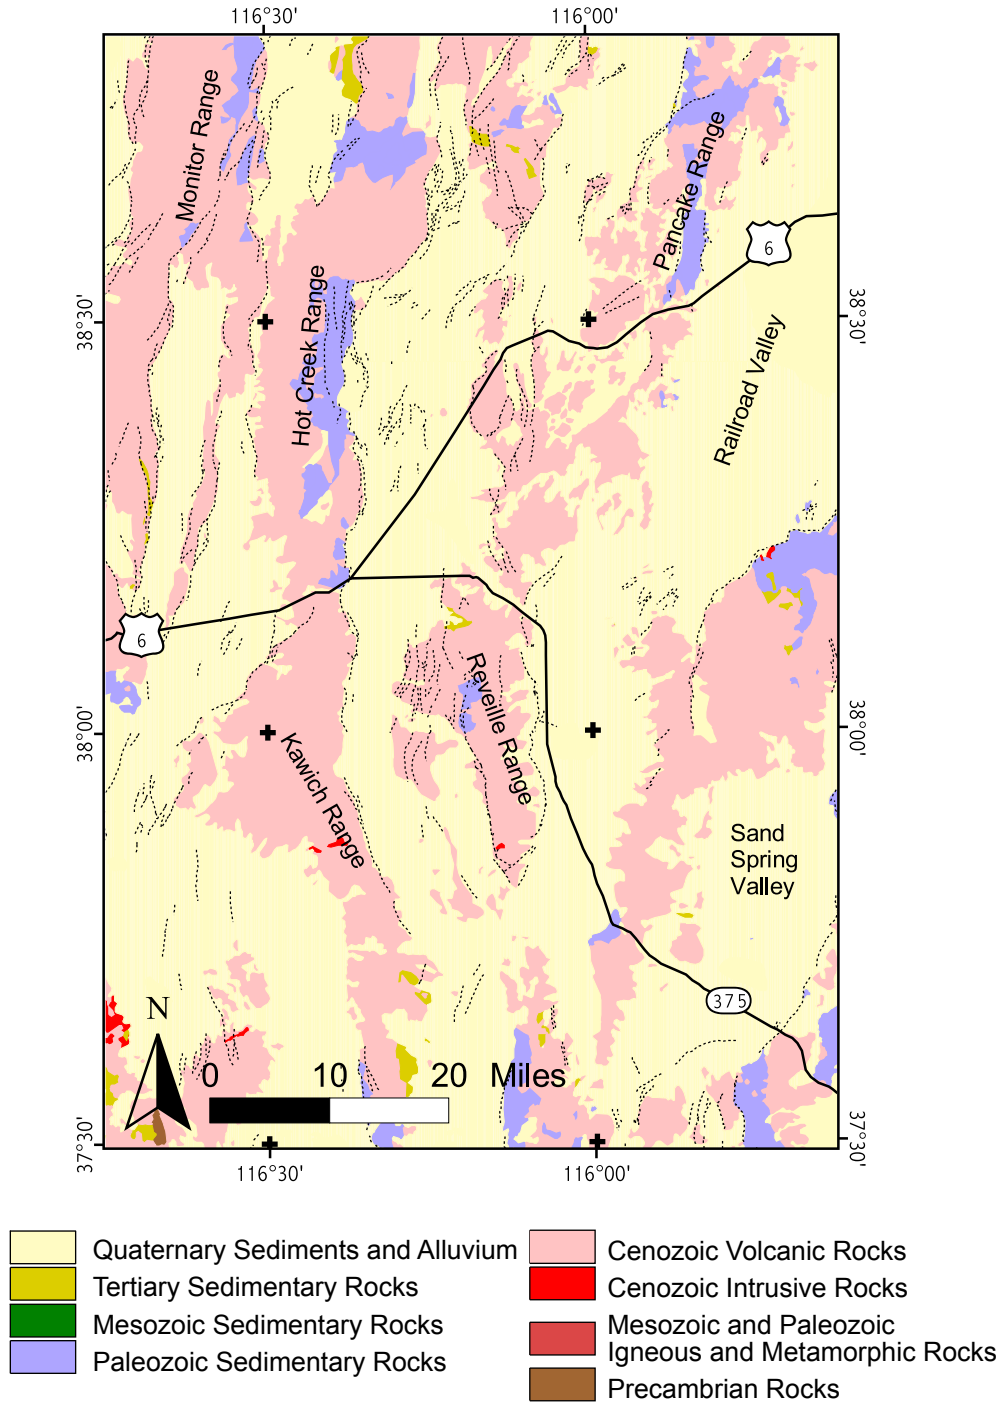 116°30'
116°00'
Monitor Range
Pancake Range
6
38°30'
38°30'
Hot Creek Range
Railroad Valley
6
Reveille Range
38°00'
38°00'
Kawich Range
Sand
Spring
Valley
375
N
0 10 20 Miles
37°30'
37°30'
116°30'
116°00'
Quaternary Sediments and Alluvium
Tertiary Sedimentary Rocks
Mesozoic Sedimentary Rocks
Paleozoic Sedimentary Rocks
Cenozoic Volcanic Rocks
Cenozoic Intrusive Rocks
Mesozoic and Paleozoic
Igneous and Metamorphic Rocks
Precambrian Rocks